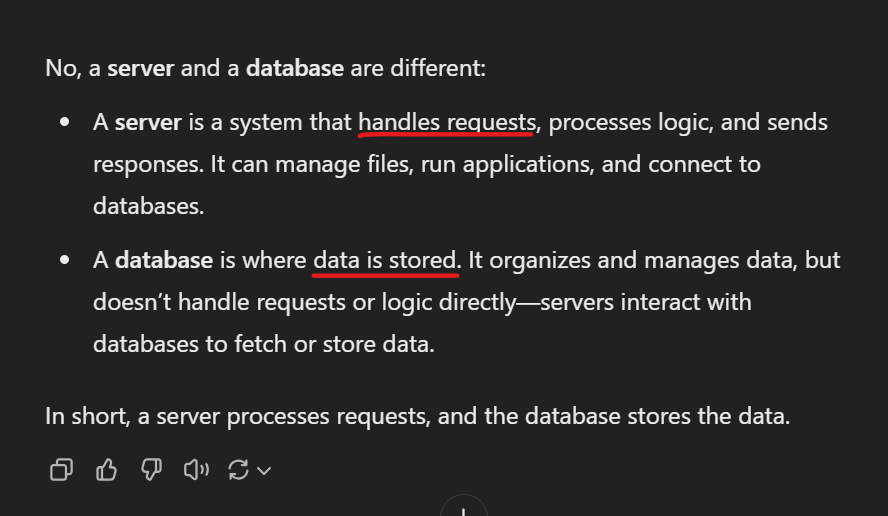 No, a server and a database are different:
• A server is a system that handles requests, processes logic, and sends
responses. It can manage files, run applications, and connect to
databases.
• A database is where data is stored. It organizes and manages data, but
doesn’t handle requests or logic directly—servers interact with
databases to fetch or store data.
In short, a server processes requests, and the database stores the data.